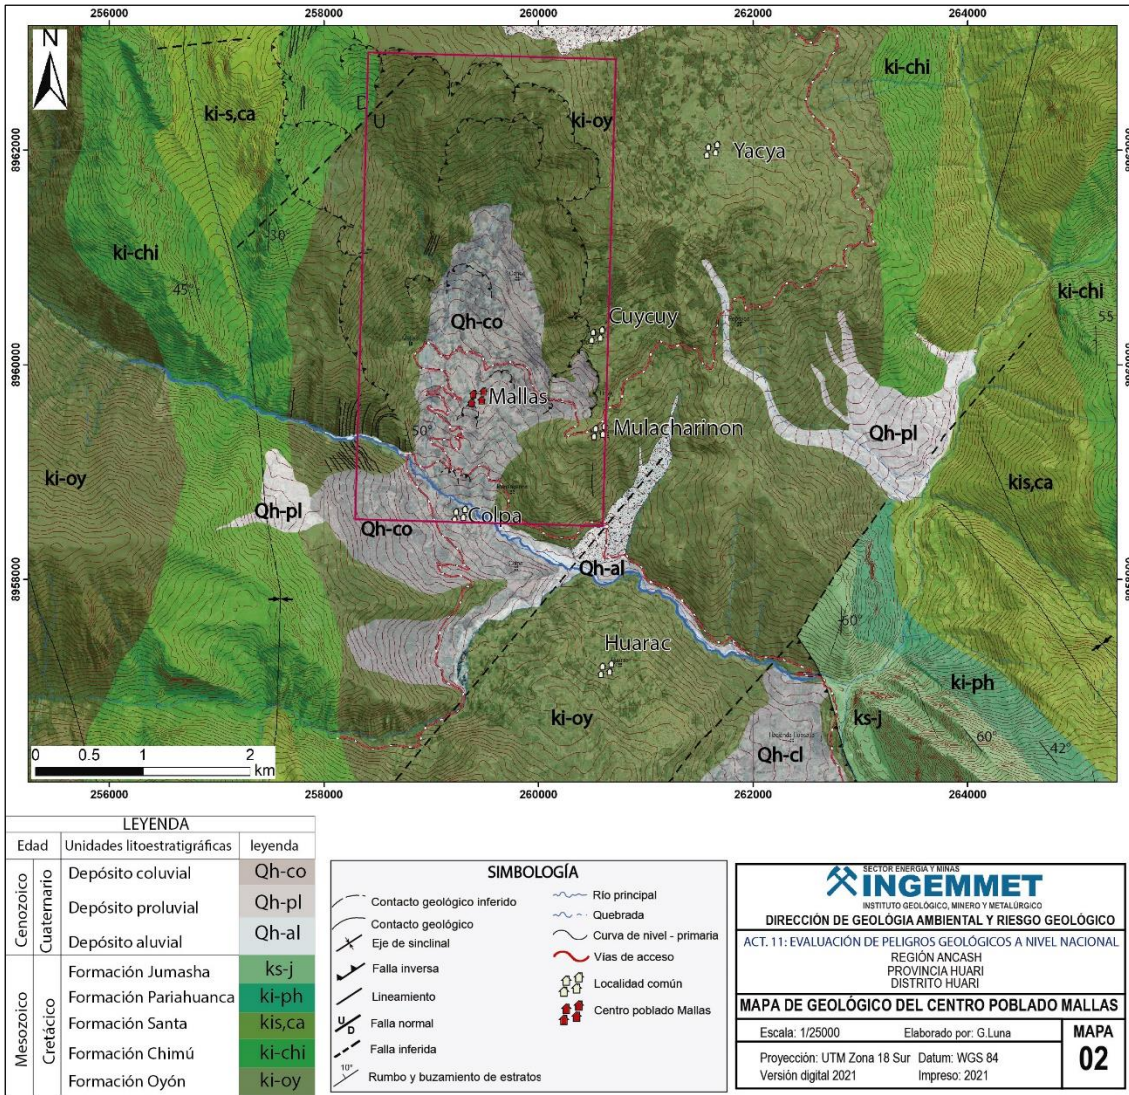 256000 258000 260000 262000 264000
N
8962000
8962000
ki-s,ca
D
U
ki-oy
Yacya
ki-chi
ki-chi
30°
45°
ki-chi
55
Qh-co
Cuycuy
8960000
8960000
Mallas
50°
Mulacharinon
Qh-pl
ki-oy
kis,ca
Qh-pl
Qh-co
Colpa
Qh-al
8958000
8958000
Huarac
ki-oy
ki-ph
ks-j
60°
42°
Qh-cl
0 0.5 1 2
km
256000 258000 260000 262000 264000
LEYENDA
Edad Unidades litoestratigráficas leyenda
Cenozoico
Cuaternario
Depósito coluvial Qh-co
Depósito proluvial Qh-pl
Depósito aluvial Qh-al
Mesozoico
Cretácico
Formación Jumasha ks-j
Formación Pariahuanca ki-ph
Formación Santa kis,ca
Formación Chimú ki-chi
Formación Oyón ki-oy
SIMBOLOGÍA
Contacto geológico inferido
Contacto geológico
Eje de sinclinal
Falla inversa
Lineamiento
U
D
Falla normal
Falla inferida
10°
Rumbo y buzamiento de estratos
Río principal
Quebrada
Curva de nivel - primaria
Vías de acceso
Localidad común
Centro poblado Mallas
SECTOR ENERGÍA Y MINAS
INGEMMET
INSTITUTO GEOLÓGICO, MINERO Y METALÚRGICO
DIRECCIÓN DE GEOLÓGIA AMBIENTAL Y RIESGO GEOLÓGICO
ACT. 11: EVALUACIÓN DE PELIGROS GEOLÓGICOS A NIVEL NACIONAL
REGIÓN ANCASH
PROVINCIA HUARI
DISTRITO HUARI
MAPA DE GEOLÓGICO DEL CENTRO POBLADO MALLAS
Escala: 1/25000 Elaborado por: G.Luna
Proyección: UTM Zona 18 Sur Datum: WGS 84
Versión digital 2021 Impreso: 2021
MAPA
02